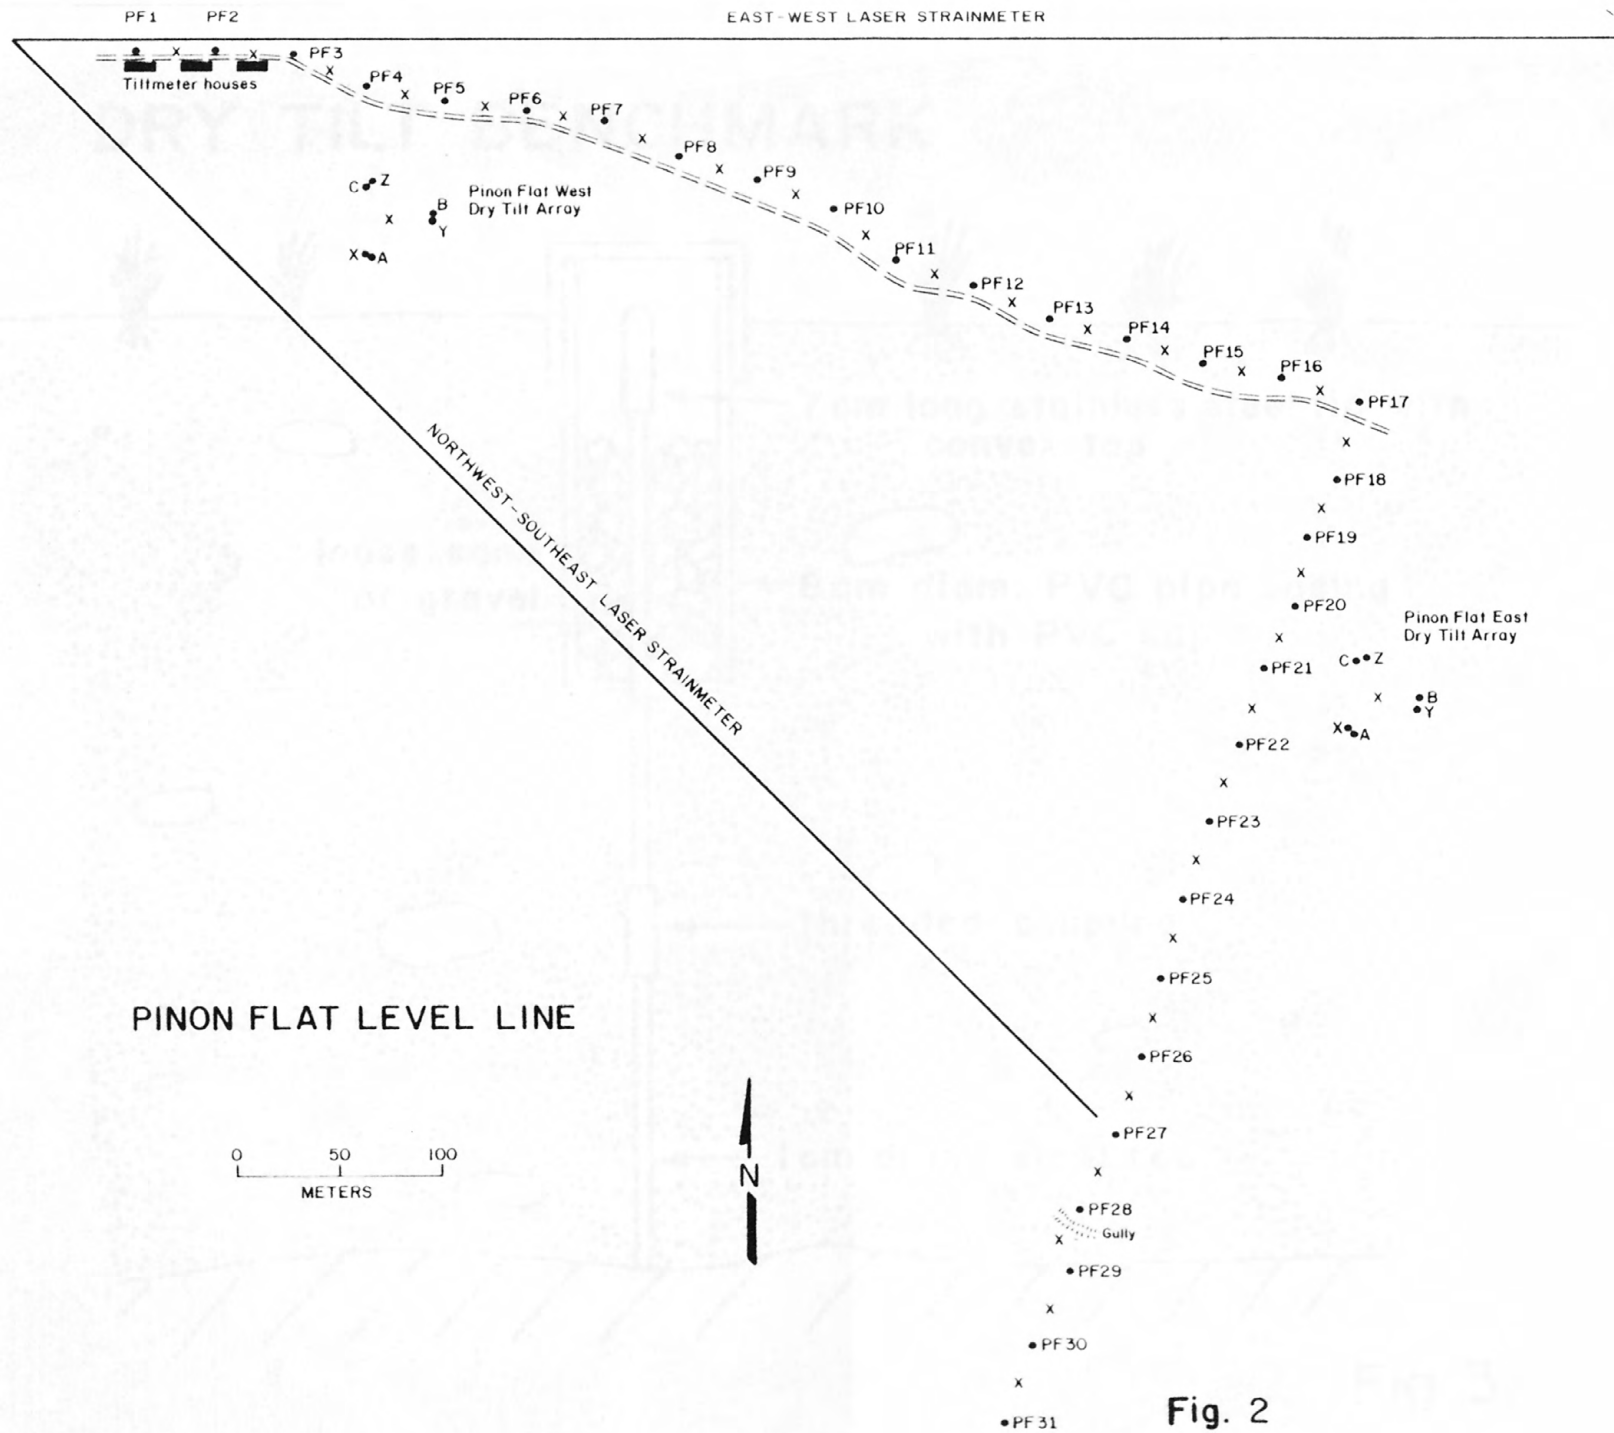 PF1 PF2 EAST-WEST LASER STRAINMETER
PF3
Tiltmeter houses
PF4
PF5
PF6
PF7
PF8
PF9
PF10
PF11
PF12
PF13
PF14
PF15
PF16
PF17
C Z
B
Y
X A
Pinon Flat West
Dry Tilt Array
NORTHWEST-SOUTHEAST LASER STRAINMETER
PF18
PF19
PF20
Pinon Flat East
Dry Tilt Array
C Z
B
Y
X A
PF21
PF22
PF23
PF24
PF25
PF26
PF27
PF28
Gully
PF29
PF30
PF31
PINON FLAT LEVEL LINE
0 50 100
METERS
N
Fig. 2